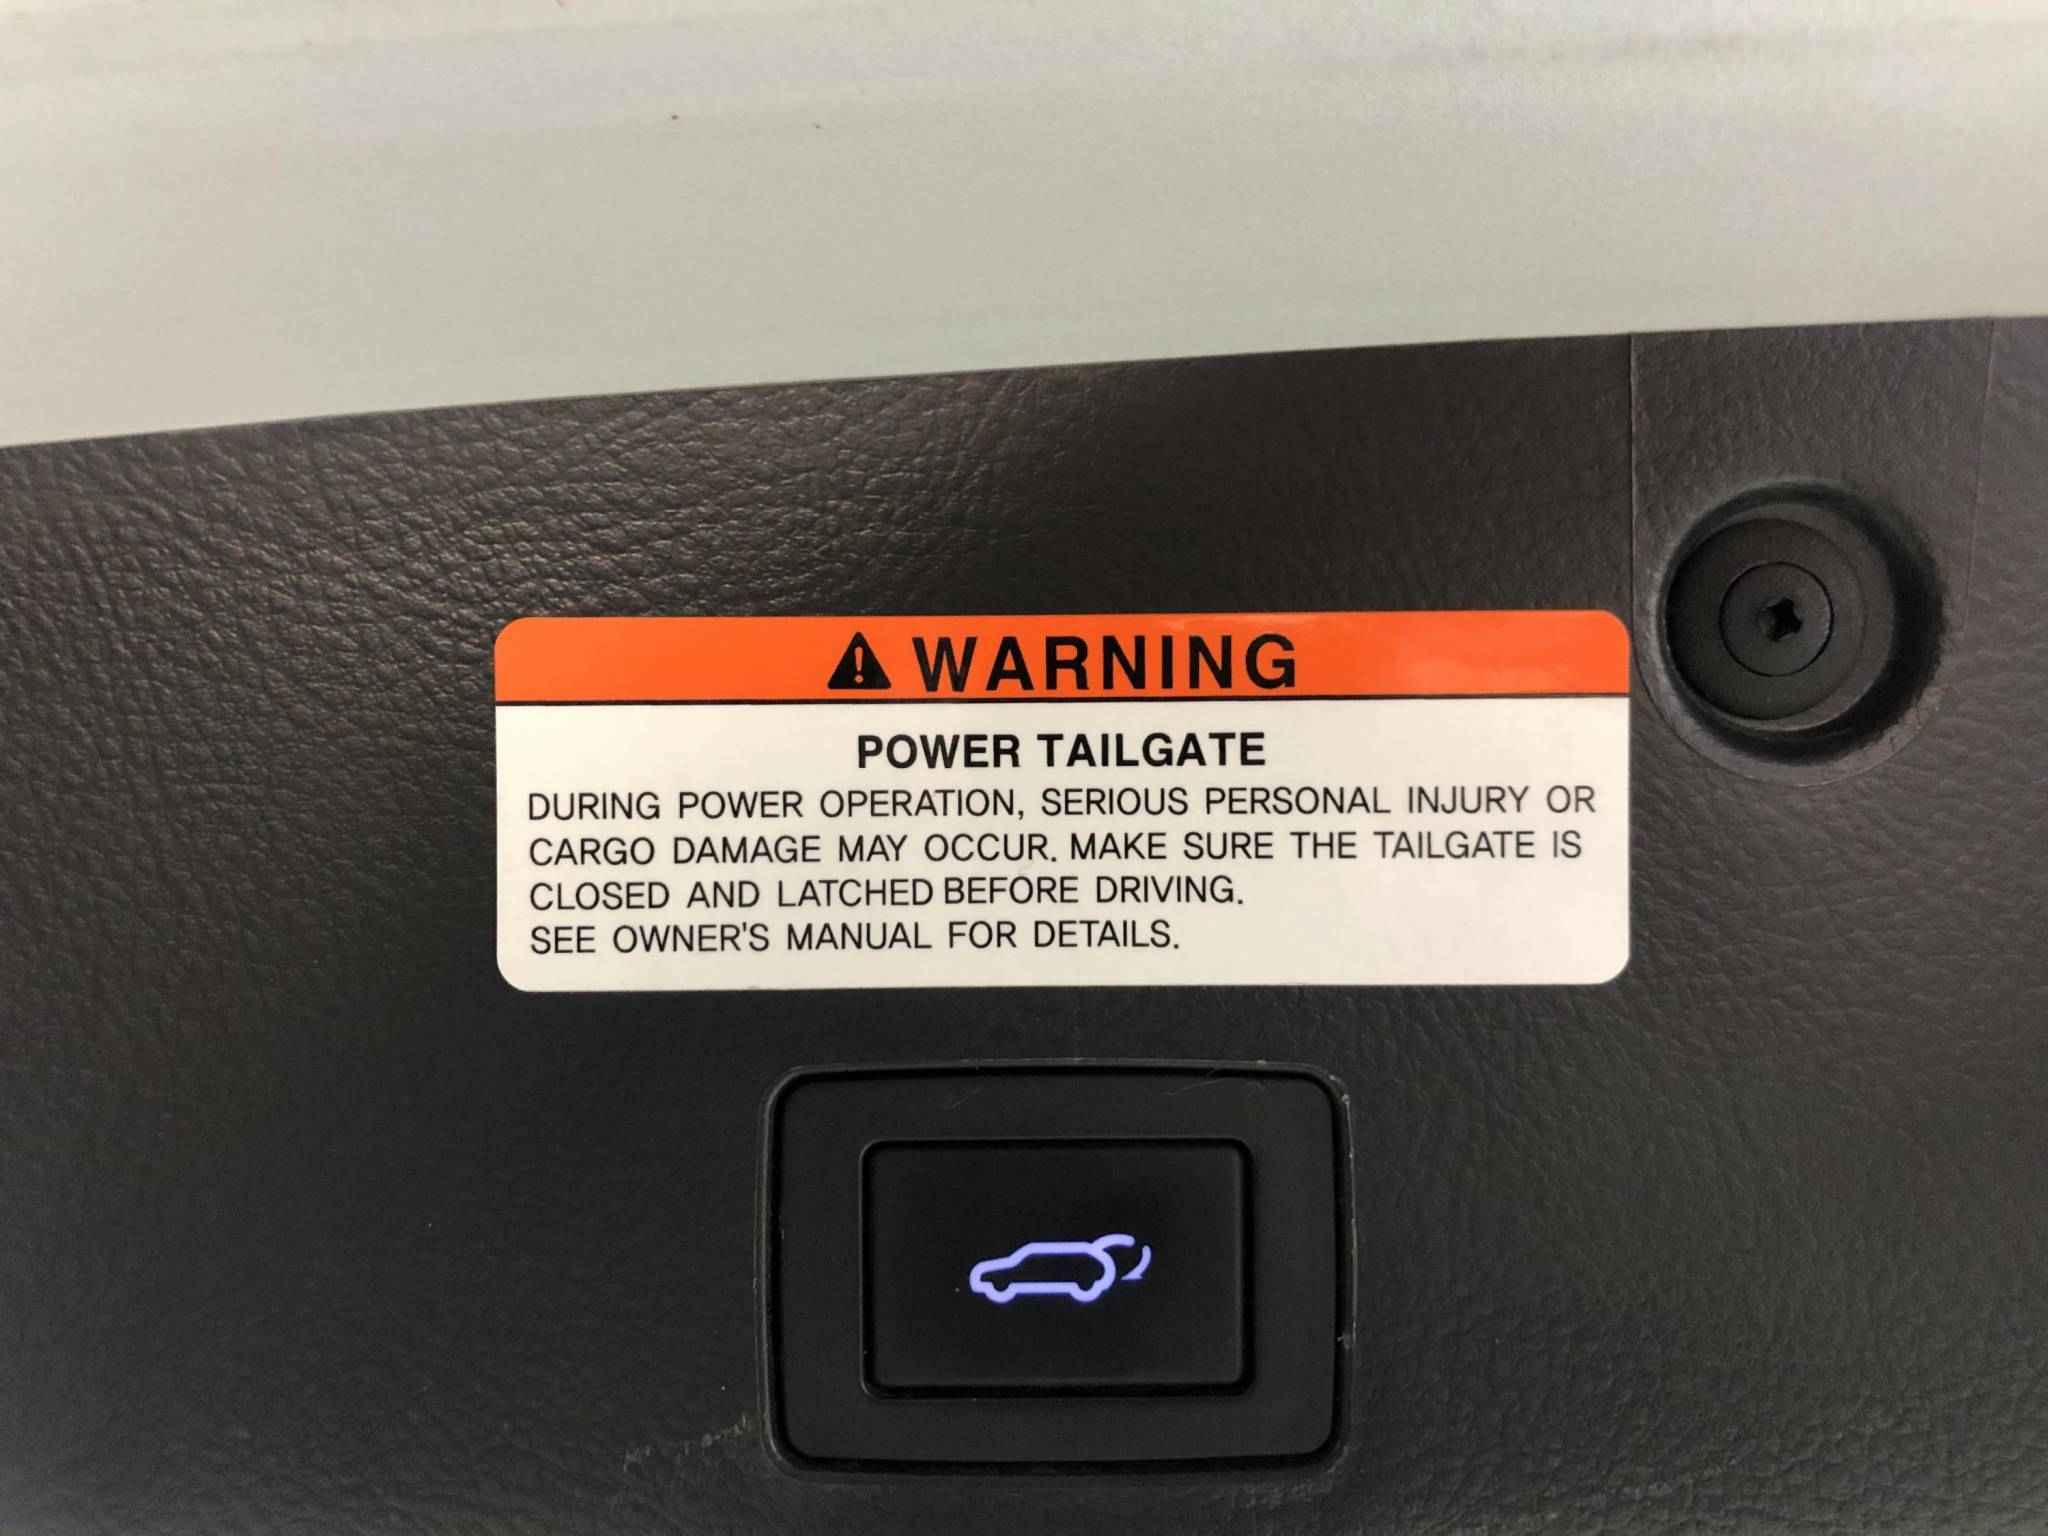 WARNING
POWER TAILGATE
DURING POWER OPERATION, SERIOUS PERSONAL INJURY OR
CARGO DAMAGE MAY OCCUR. MAKE SURE THE TAILGATE IS
CLOSED AND LATCHED BEFORE DRIVING.
SEE OWNER'S MANUAL FOR DETAILS.